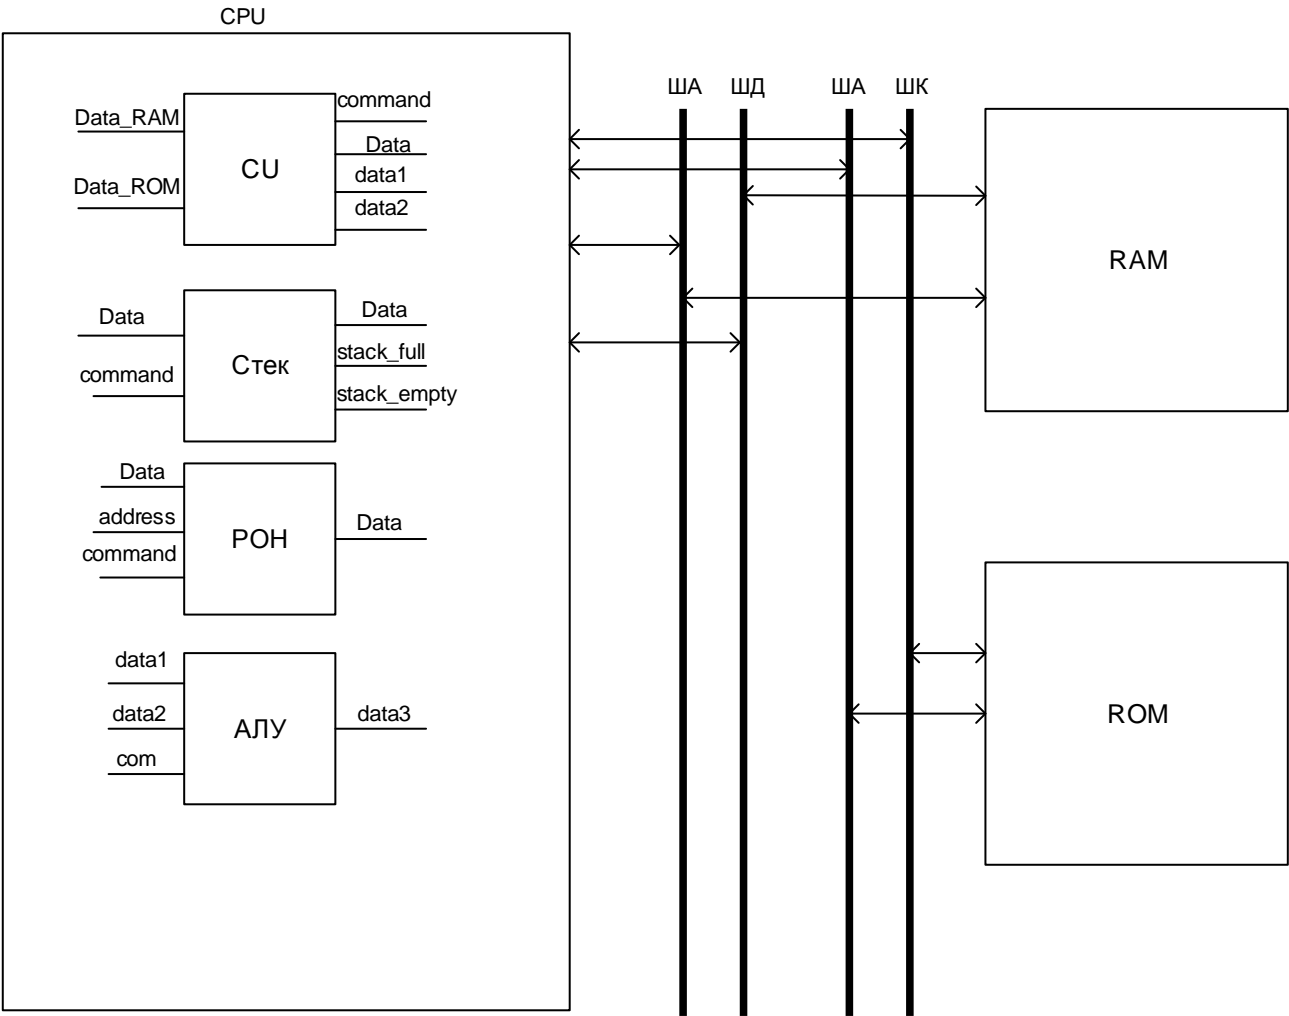 CPU
ША ШД ША ШК
Data_RAM
Data_ROM
CU
command
Data
data1
data2
Data
command
Стек
Data
stack_full
stack_empty
Data
address
command
РОН
Data
data1
data2
com
АЛУ
data3
RAM
ROM